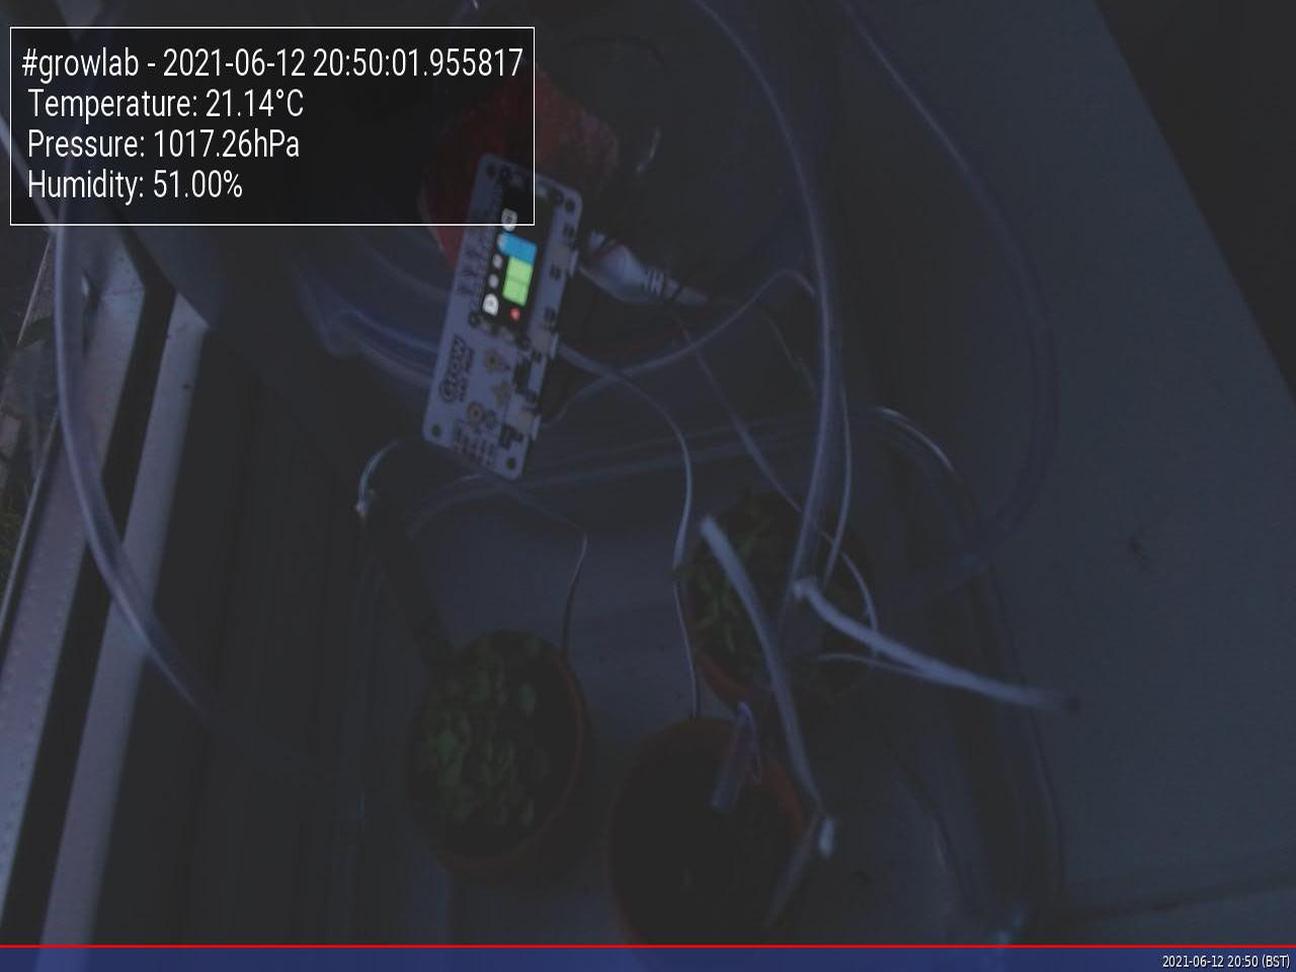 #growlab - 2021-06-12 20:50:01.955817
Temperature: 21.14°C
Pressure: 1017.26hPa
Humidity: 51.00%
GROW
2021-06-12 20:50 (BST)